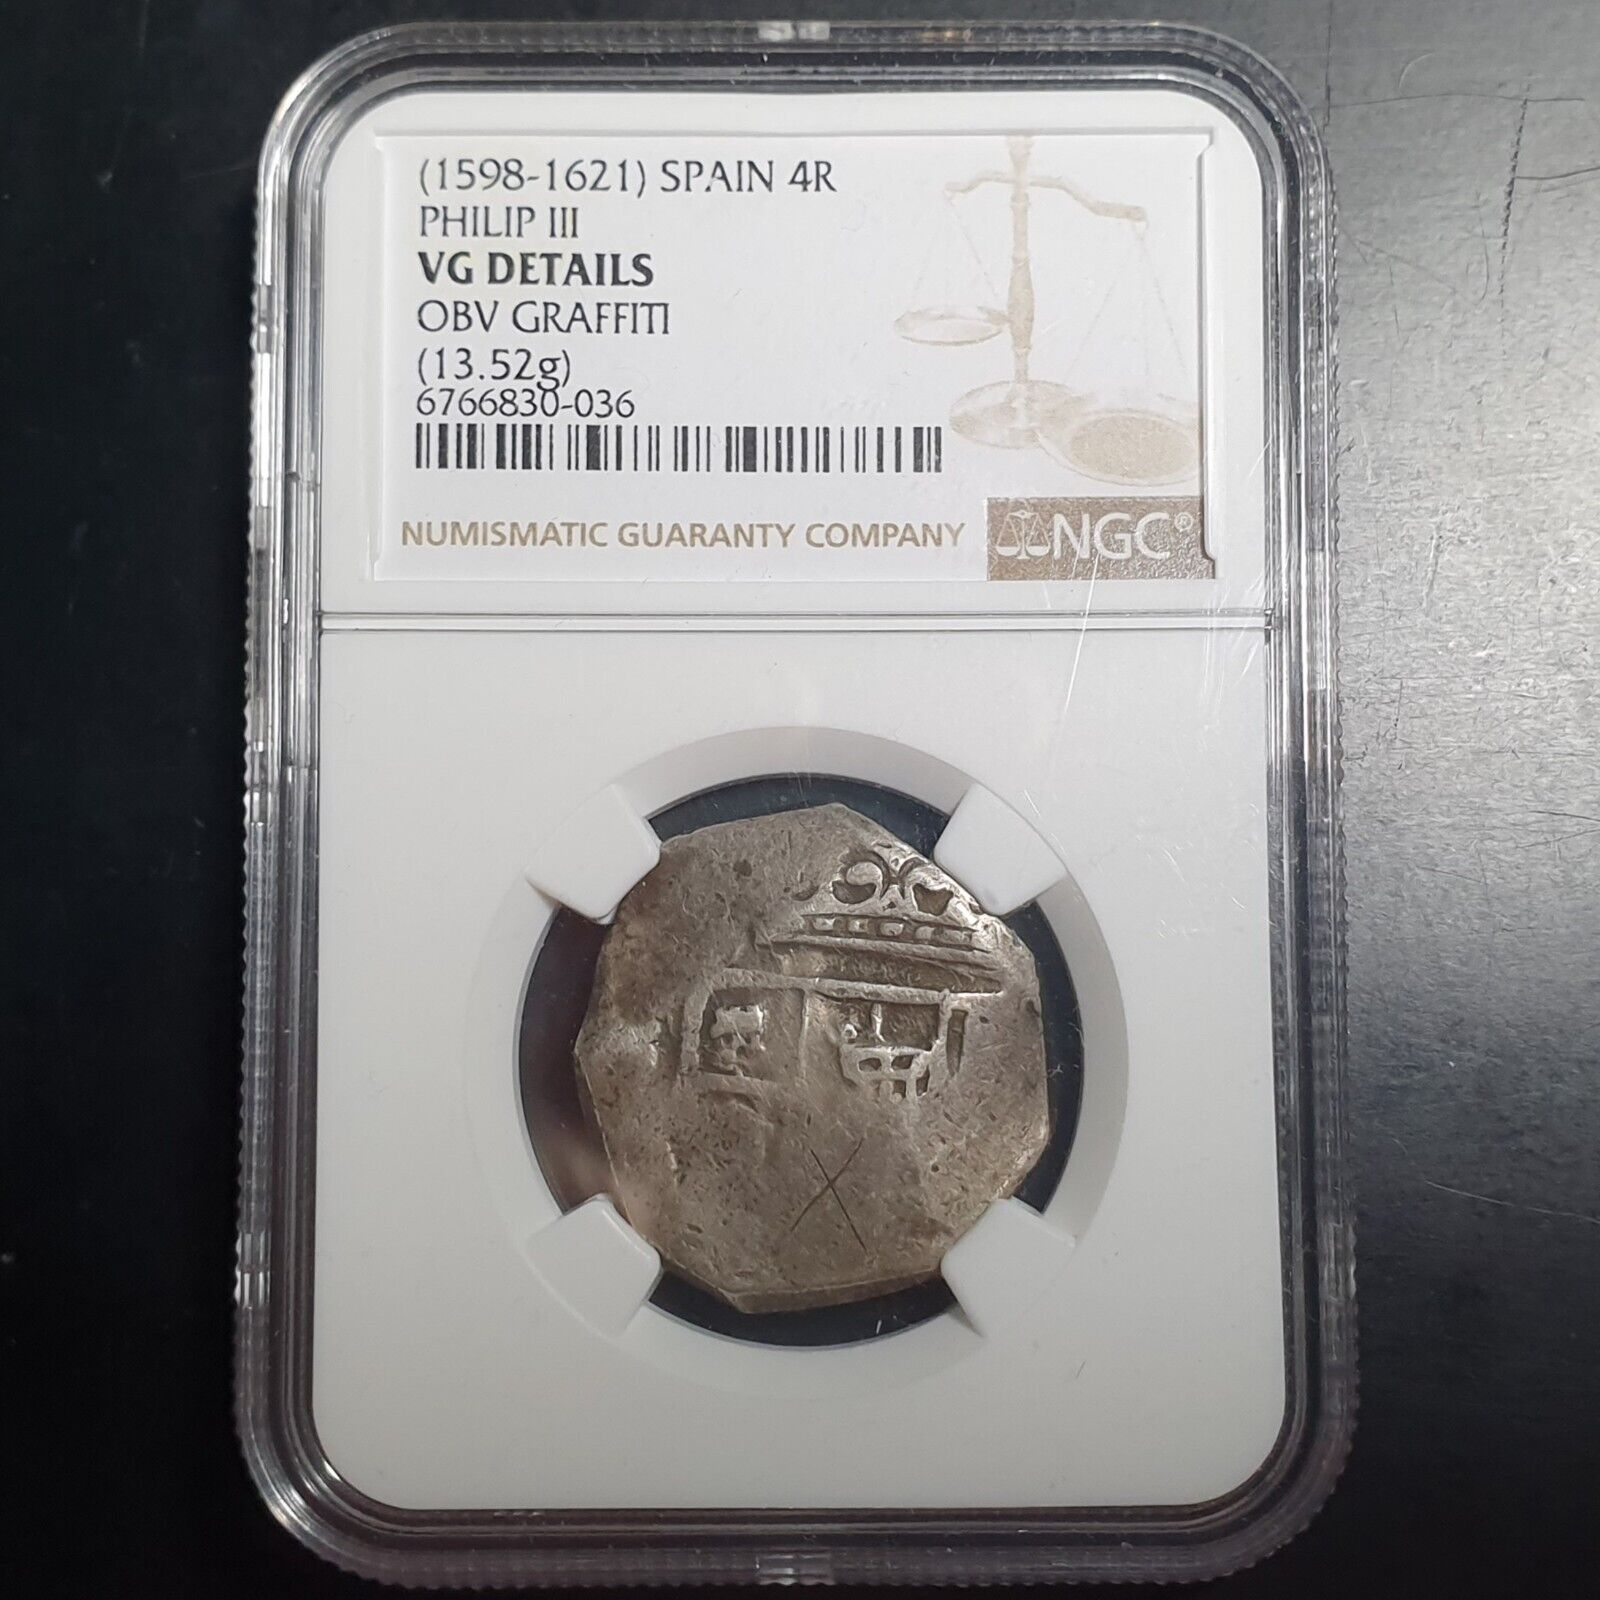 (1598-1621) SPAIN 4R
PHILIP III
VG DETAILS
OBV GRAFFITI
(13.52g)
6766830-036
NUMISMATIC GUARANTY COMPANY NGC®
X